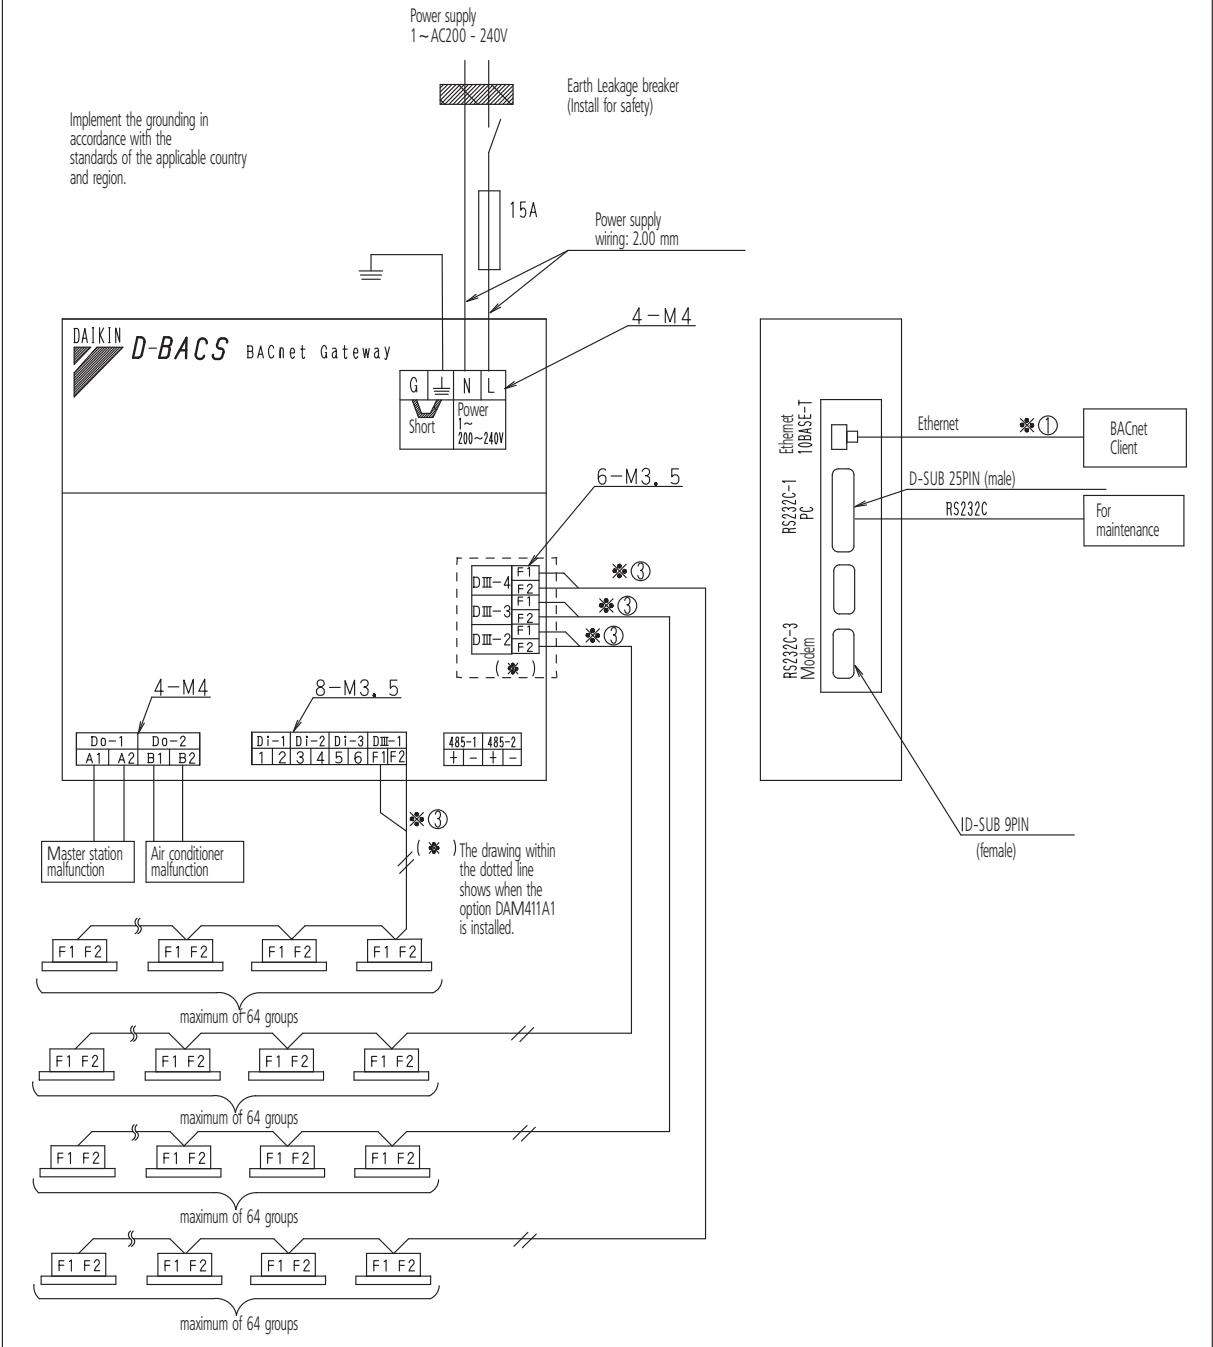 Power supply
1～AC200 - 240V
Earth Leakage breaker
(Install for safety)
Implement the grounding in
accordance with the
standards of the applicable country
and region.
15A
Power supply
wiring: 2.00 mm
4-M4
DAIKIN
D-BACS BACnet Gateway
G N L
Short
Power
1～
200～240V
6-M3. 5
DIII-4 F1
F2
DIII-3 F1
F2
DIII-2 F1
F2
(※)
※③
※③
※③
4-M4
8-M3. 5
Do-1 Do-2
A1 A2 B1 B2
Di-1 Di-2 Di-3 DIII-1
1 2 3 4 5 6 F1 F2
485-1 485-2
+ - + -
Master station
malfunction
Air conditioner
malfunction
※③
(※) The drawing within
the dotted line
shows when the
option DAM411A1
is installed.
F1 F2 F1 F2 F1 F2 F1 F2
maximum of 64 groups
F1 F2 F1 F2 F1 F2 F1 F2
maximum of 64 groups
F1 F2 F1 F2 F1 F2 F1 F2
maximum of 64 groups
F1 F2 F1 F2 F1 F2 F1 F2
maximum of 64 groups
Ethernet
10BASE-T
RS232C-1
PC
RS232C-3
Modem
Ethernet ※①
BACnet
Client
D-SUB 25PIN (male)
RS232C
For
maintenance
ID-SUB 9PIN
(female)